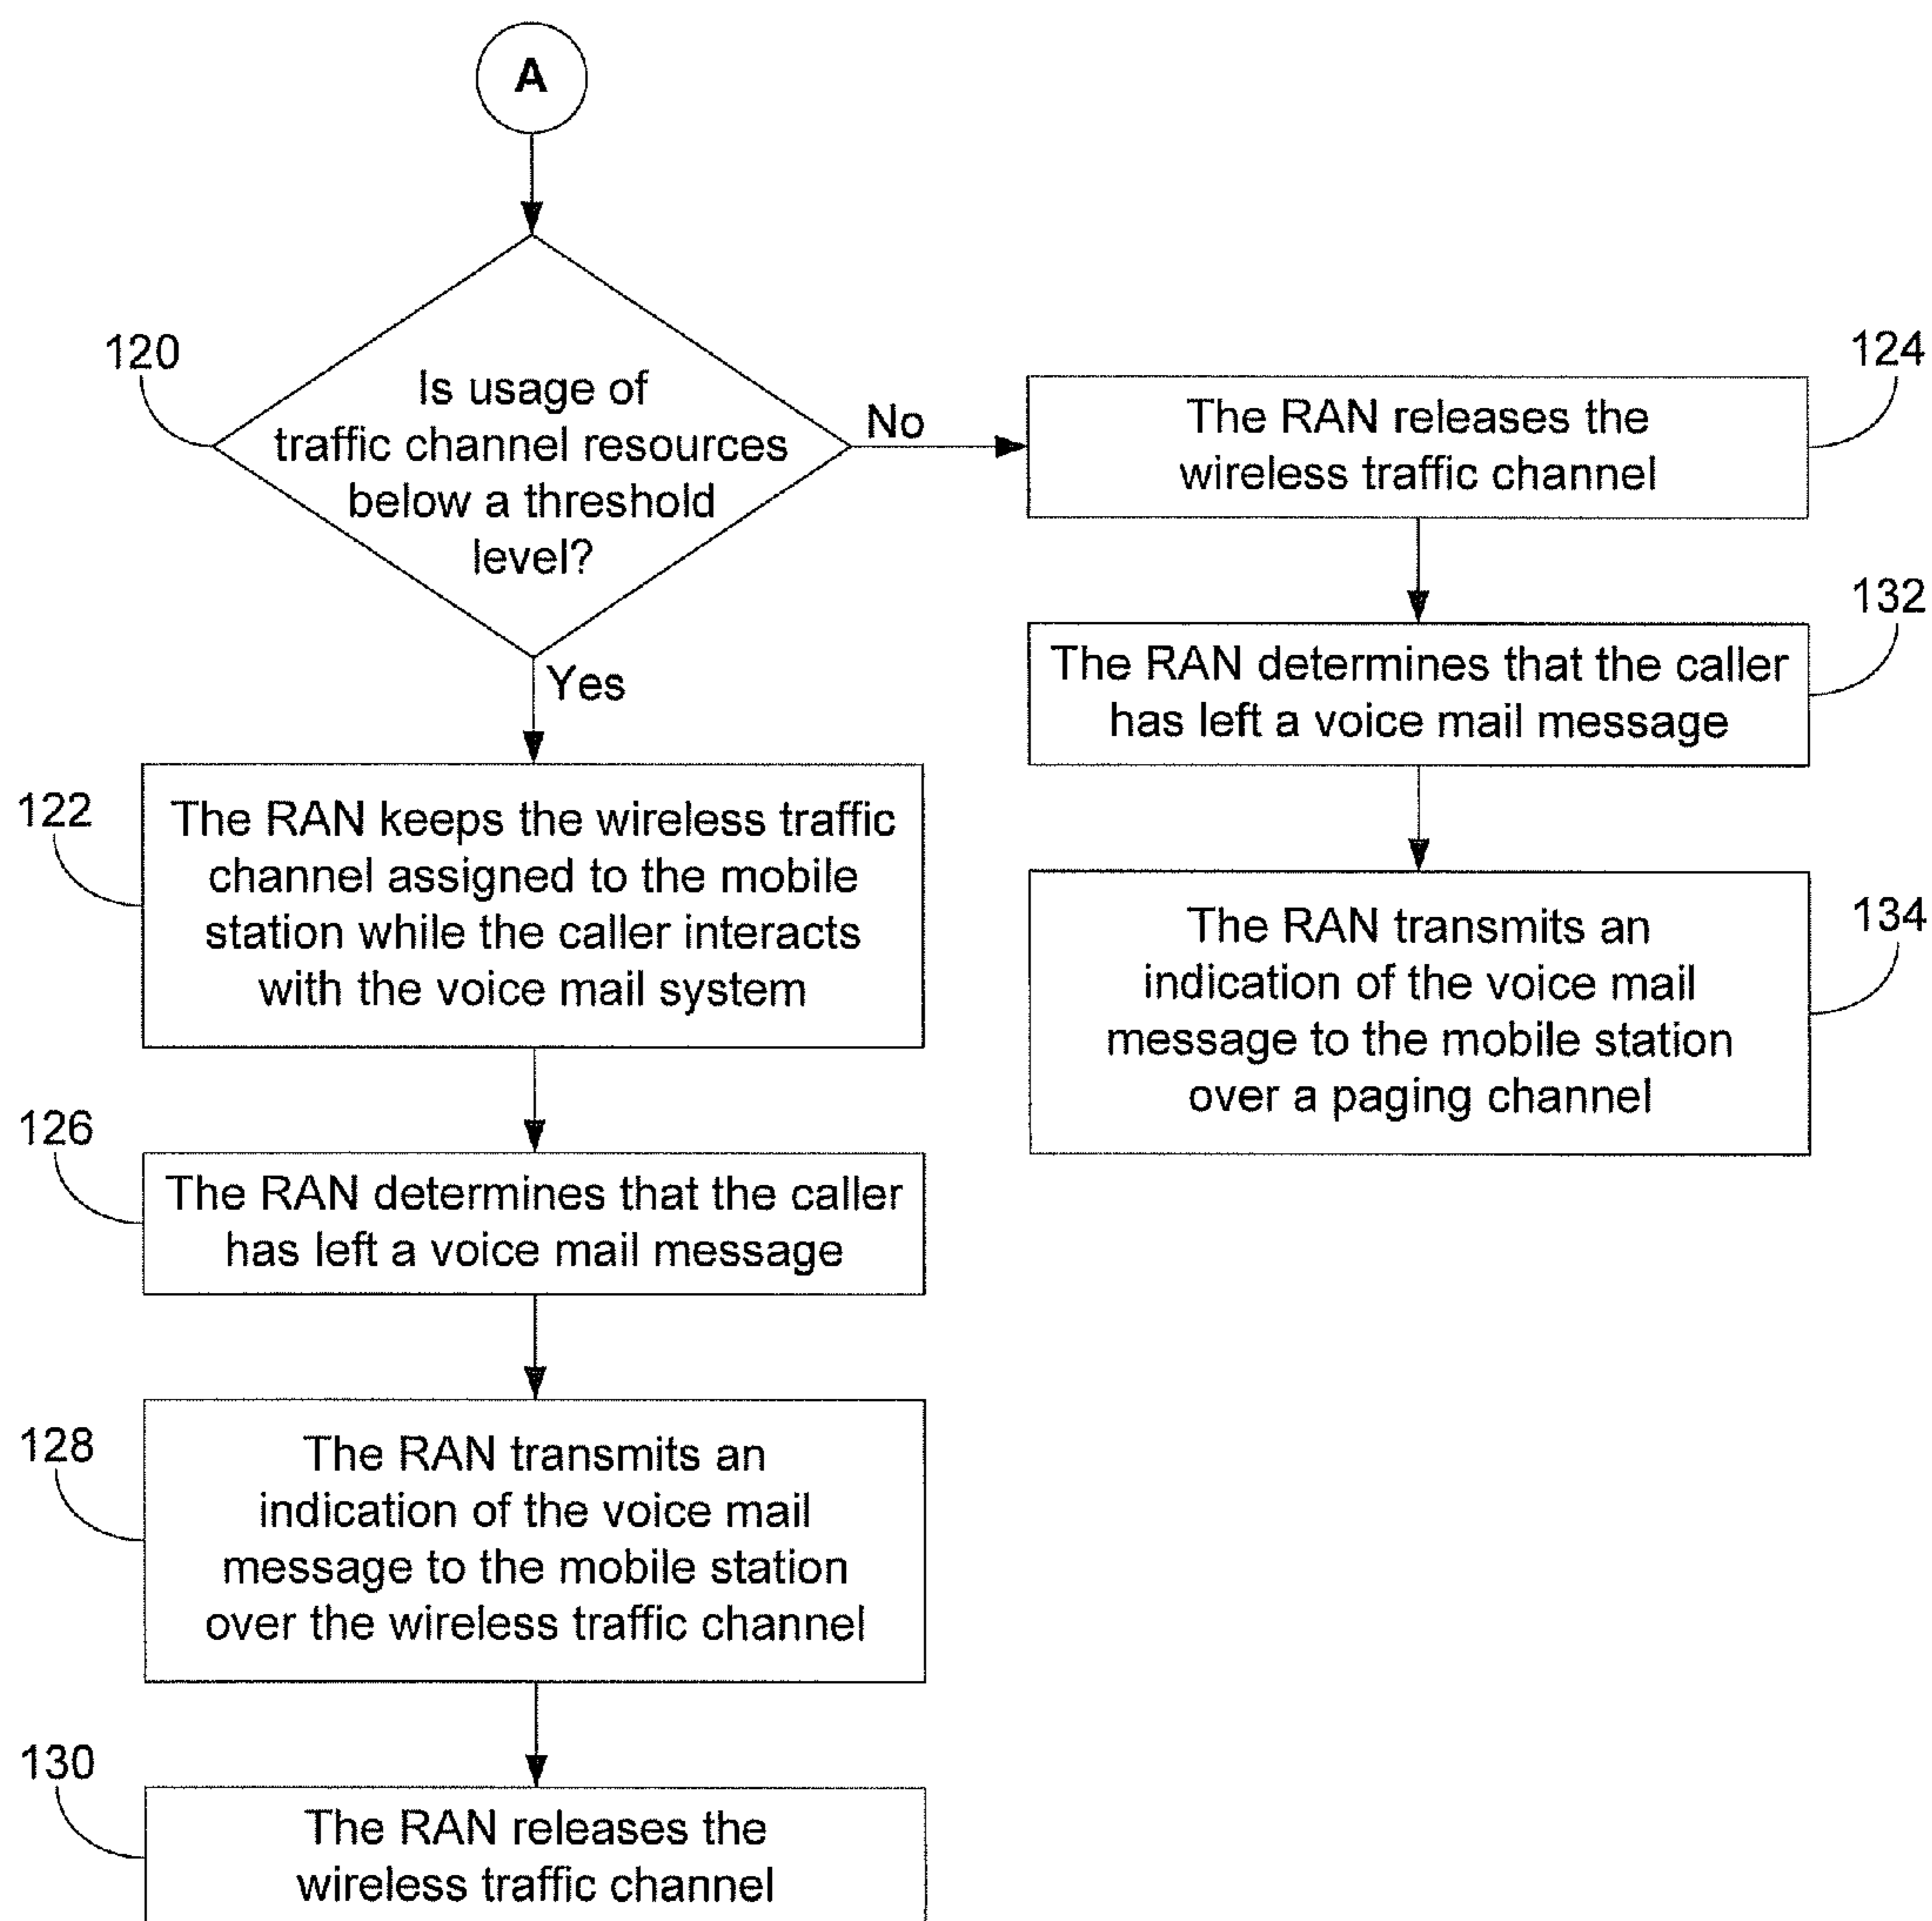 A
120
Is usage of
traffic channel resources
below a threshold
level?
No
Yes
124
The RAN releases the
wireless traffic channel
132
The RAN determines that the caller
has left a voice mail message
134
The RAN transmits an
indication of the voice mail
message to the mobile station
over a paging channel
122
The RAN keeps the wireless traffic
channel assigned to the mobile
station while the caller interacts
with the voice mail system
126
The RAN determines that the caller
has left a voice mail message
128
The RAN transmits an
indication of the voice mail
message to the mobile station
over the wireless traffic channel
130
The RAN releases the
wireless traffic channel